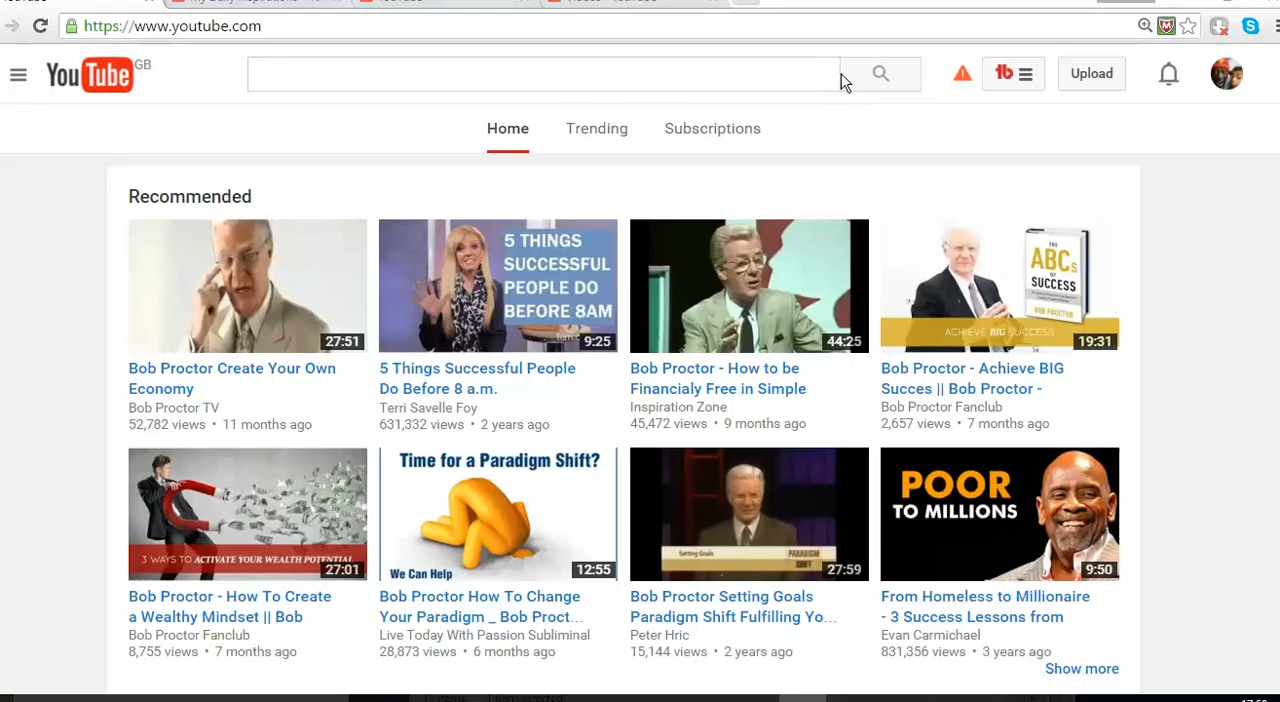 https://www.youtube.com
YouTube GB
Upload
Home Trending Subscriptions
Recommended
5 THINGS
SUCCESSFUL
PEOPLE DO
BEFORE 8AM
THE
ABCs
OF
SUCCESS
BOB PROCTOR
ACHIEVE BIG SUCCESS
27:51
9:25
44:25
19:31
Bob Proctor Create Your Own
Economy
Bob Proctor TV
52,782 views • 11 months ago
5 Things Successful People
Do Before 8 a.m.
Terri Savelle Foy
631,332 views • 2 years ago
Bob Proctor - How to be
Financialy Free in Simple
Inspiration Zone
45,472 views • 9 months ago
Bob Proctor - Achieve BIG
Succes || Bob Proctor -
Bob Proctor Fanclub
2,657 views • 7 months ago
3 WAYS TO ACTIVATE YOUR WEALTH POTENTIAL
27:01
Time for a Paradigm Shift?
We Can Help
12:55
Setting Goals
PARADIGM
SHIFT
27:59
POOR
TO MILLIONS
9:50
Bob Proctor - How To Create
a Wealthy Mindset || Bob
Bob Proctor Fanclub
8,755 views • 7 months ago
Bob Proctor How To Change
Your Paradigm _ Bob Proct...
Live Today With Passion Subliminal
28,873 views • 6 months ago
Bob Proctor Setting Goals
Paradigm Shift Fulfilling Yo...
Peter Hric
15,144 views • 2 years ago
From Homeless to Millionaire
- 3 Success Lessons from
Evan Carmichael
831,356 views • 3 years ago
Show more